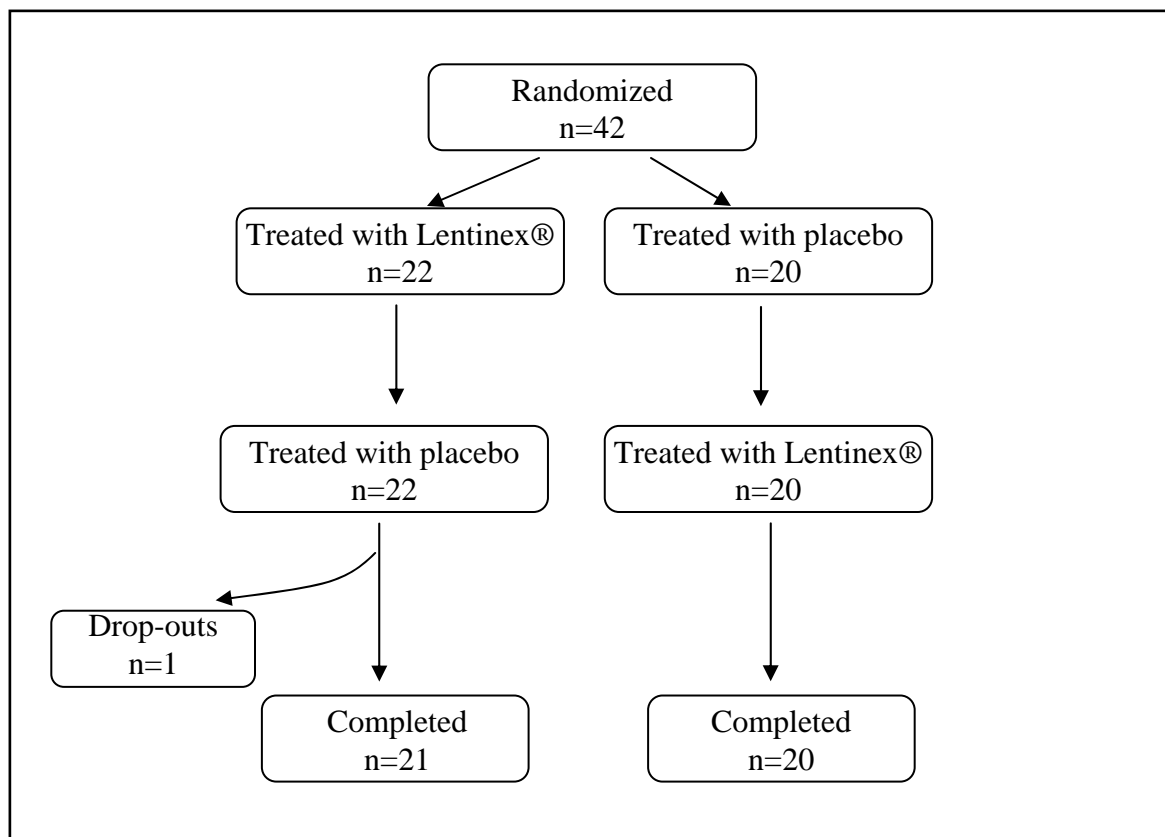 Randomized
n=42
Treated with Lentinex®
n=22
Treated with placebo
n=20
Treated with placebo
n=22
Treated with Lentinex®
n=20
Drop-outs
n=1
Completed
n=21
Completed
n=20